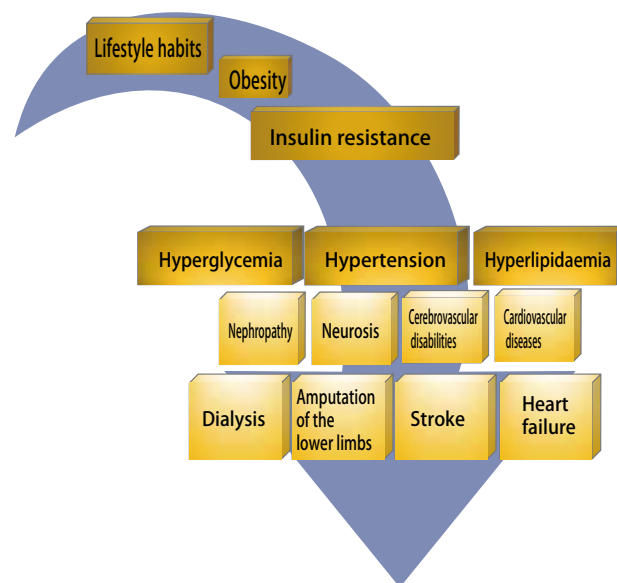 Lifestyle habits
Obesity
Insulin resistance
Hyperglycemia
Hypertension
Hyperlipidaemia
Nephropathy
Neurosis
Cerebrovascular
disabilities
Cardiovascular
diseases
Dialysis
Amputation
of the
lower limbs
Stroke
Heart
failure